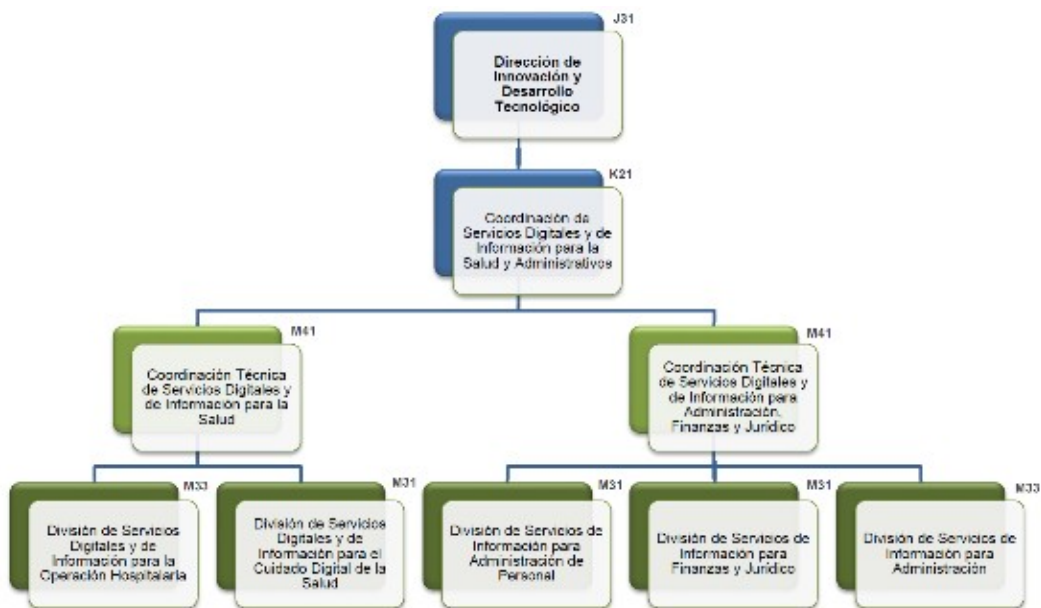 J31
Dirección de
Innovación y
Desarrollo
Tecnológico
K21
Coordinación de
Servicios Digitales y de
Información para la
Salud y Administrativos
M41
Coordinación Técnica
de Servicios Digitales y
de Información para la
Salud
M41
Coordinación Técnica
de Servicios Digitales y
de Información para
Administración,
Finanzas y Jurídico
M33
División de Servicios
Digitales y de
Información para la
Operación Hospitalaria
M31
División de Servicios
Digitales y de
Información para el
Cuidado Digital de la
Salud
M31
División de Servicios de
Información para
Administración de
Personal
M31
División de Servicios de
Información para
Finanzas y Jurídico
M33
División de Servicios de
Información para
Administración